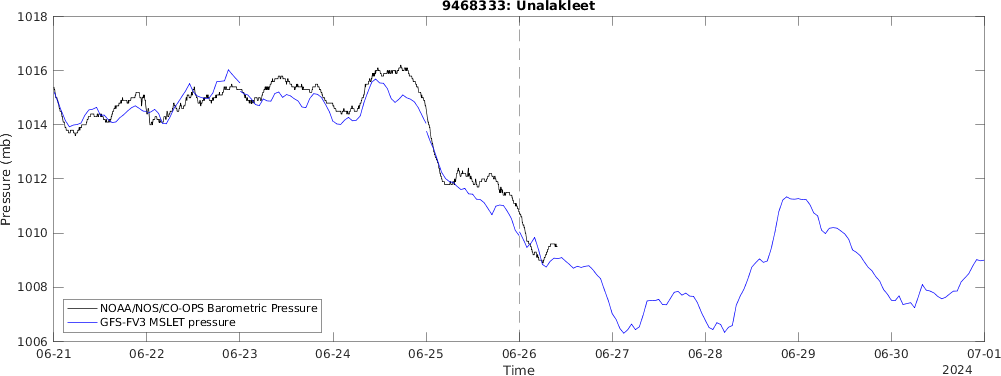 9468333: Unalakleet
1018
1016
1014
1012
1010
1008
1006
Pressure (mb)
NOAA/NOS/CO-OPS Barometric Pressure
GFS-FV3 MSLET pressure
06-21 06-22 06-23 06-24 06-25 06-26 06-27 06-28 06-29 06-30 07-01
Time
2024